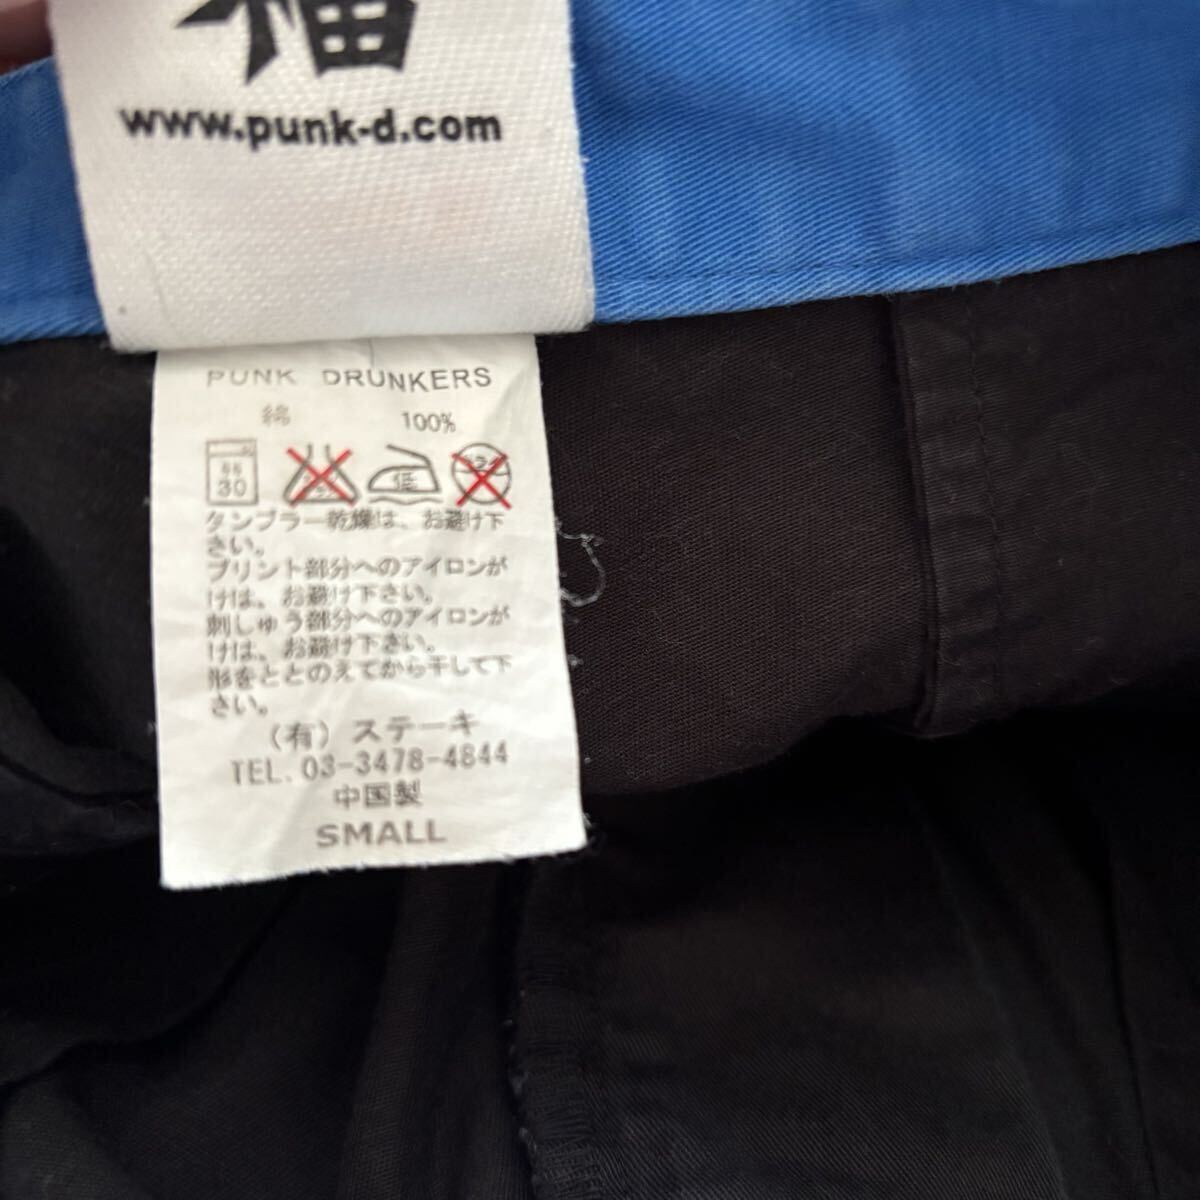 www.punk-d.com
PUNK DRUNKERS
綿 100%
30
低
タンブラー乾燥は、お避け下
さい。
プリント部分へのアイロンが
けは、お避け下さい。
刺しゅう部分へのアイロンが
けは、お避け下さい。
形をととのえてから干して下
さい。
(有) ステーキ
TEL. 03-3478-4844
中国製
SMALL